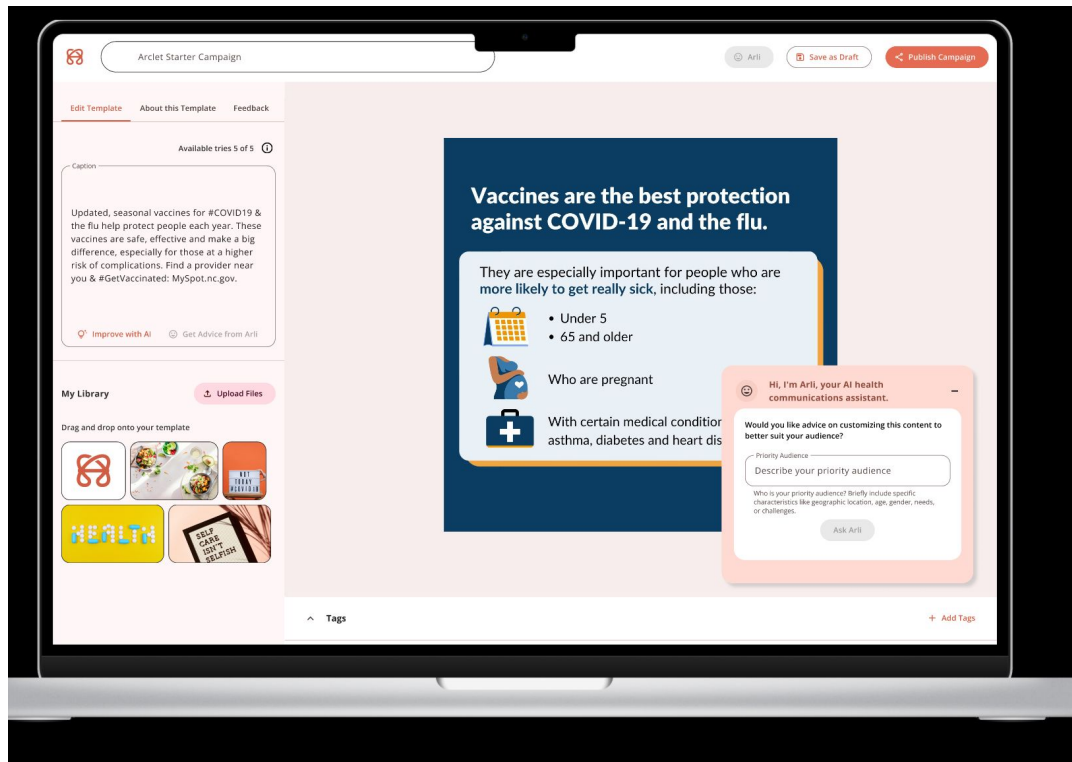 Arclet Starter Campaign
Arli
Save as Draft
Publish Campaign
Edit Template
About this Template
Feedback
Available tries 5 of 5
Caption
Updated, seasonal vaccines for #COVID19 &
the flu help protect people each year. These
vaccines are safe, effective and make a big
difference, especially for those at a higher
risk of complications. Find a provider near
you & #GetVaccinated: MySpot.nc.gov.
Improve with AI
Get Advice from Arli
My Library
Upload Files
Drag and drop onto your template
NOT
TODAY
#COVID19
HEALTH
SELF
CARE
ISN'T
SELFISH
Vaccines are the best protection
against COVID-19 and the flu.
They are especially important for people who are
more likely to get really sick, including those:
• Under 5
• 65 and older
Who are pregnant
With certain medical condition
asthma, diabetes and heart dis
Hi, I'm Arli, your AI health
communications assistant.
Would you like advice on customizing this content to
better suit your audience?
Priority Audience
Describe your priority audience
Who is your priority audience? Briefly include specific
characteristics like geographic location, age, gender, needs,
or challenges.
Ask Arli
Tags
+ Add Tags